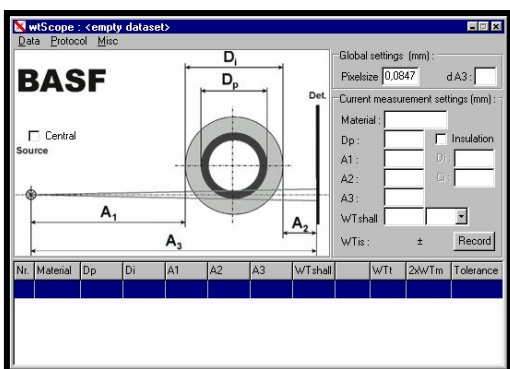 wtScope : <empty dataset>
Data Protocol Misc
BASF
Central
Source
Di
Dp
Det.
A1
A2
A3
Global settings (mm) :
Pixelsize 0,0847 d A3 :
Current measurement settings (mm) :
Material :
Dp : Insulation
A1 : Di :
A2 :
A3 :
WTshall
WTis : ± Record
Nr. Material Dp Di A1 A2 A3 WTshall WTt 2xWTm Tolerance